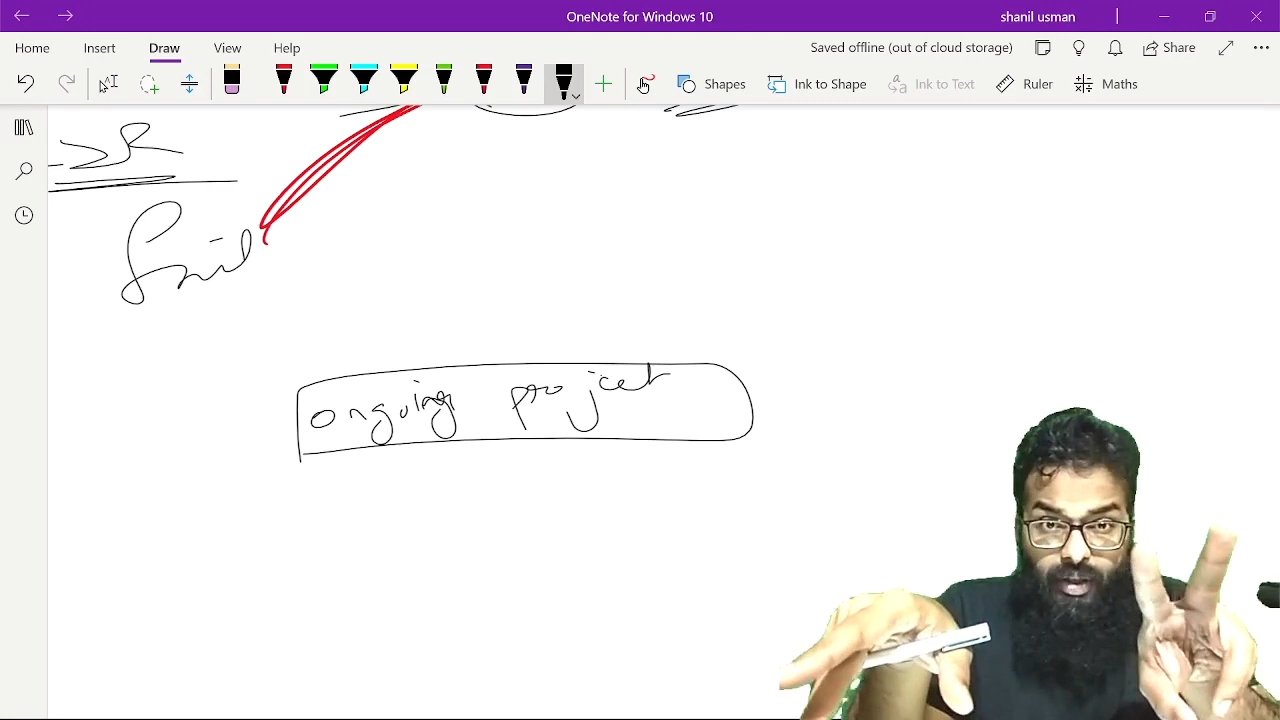 OneNote for Windows 10
shanil usman
Home Insert Draw View Help
Saved offline (out of cloud storage)
Share
Shapes
Ink to Shape
Ink to Text
Ruler
Maths
ongoing projcet